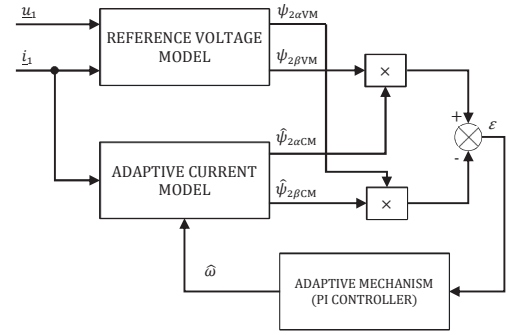 u₁
i₁
REFERENCE VOLTAGE
MODEL
ψ₂αVM
ψ₂βVM
×
+
ε
-
ψ̂₂αCM
ψ̂₂βCM
ADAPTIVE CURRENT
MODEL
×
ω̂
ADAPTIVE MECHANISM
(PI CONTROLLER)